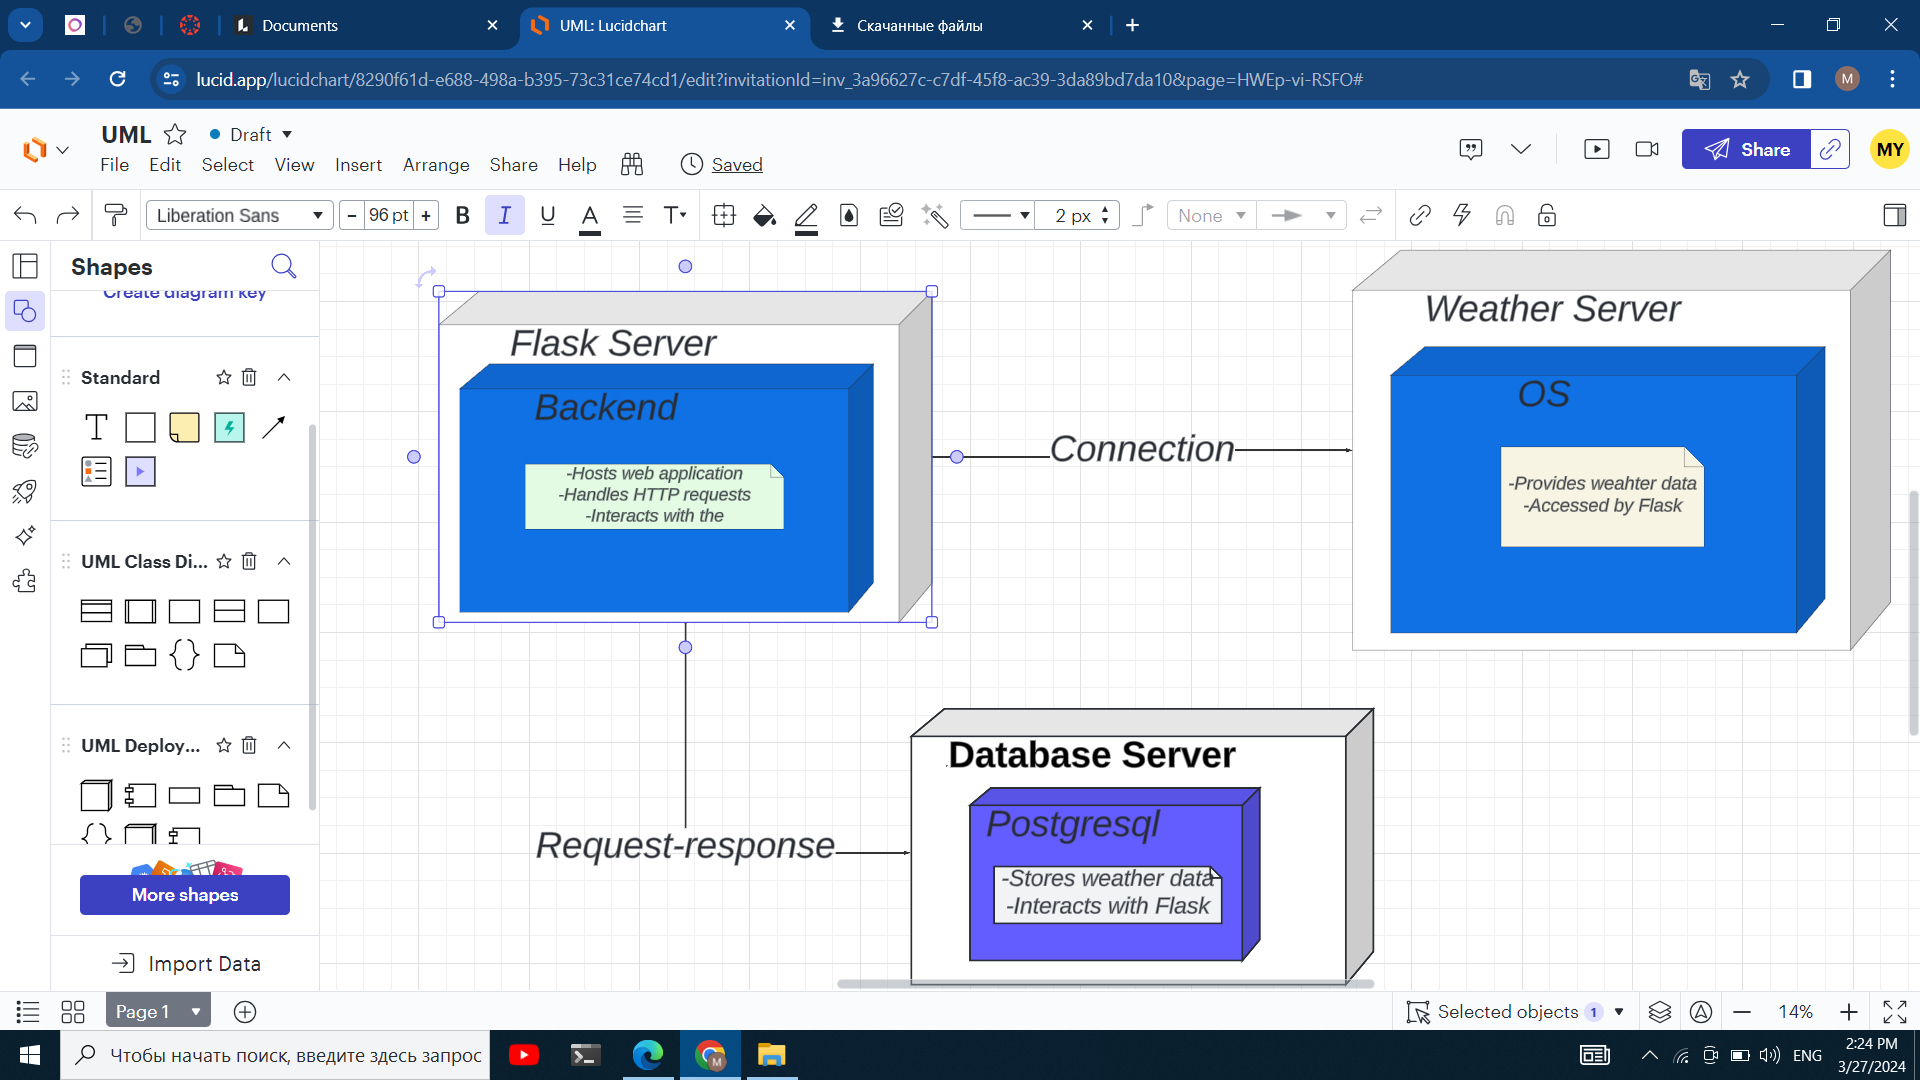 Documents
UML: Lucidchart
Скачанные файлы
lucid.app/lucidchart/8290f61d-e688-498a-b395-73c31ce74cd1/edit?invitationId=inv_3a96627c-c7df-45f8-ac39-3da89bd7da10&page=HWEp-vi-RSFO#
M
UML
Draft
File Edit Select View Insert Arrange Share Help
Saved
Share
MY
Liberation Sans
- 96 pt +
B I U A T
2 px
None
Shapes
Create diagram key
Standard
T
UML Class Di...
UML Deploy...
More shapes
Import Data
Flask Server
Backend
-Hosts web application
-Handles HTTP requests
-Interacts with the
Connection
Weather Server
OS
-Provides weahter data
-Accessed by Flask
Request-response
Database Server
Postgresql
-Stores weather data
-Interacts with Flask
Page 1
Selected objects 1
14%
Чтобы начать поиск, введите здесь запрос
M
ENG
2:24 PM
3/27/2024